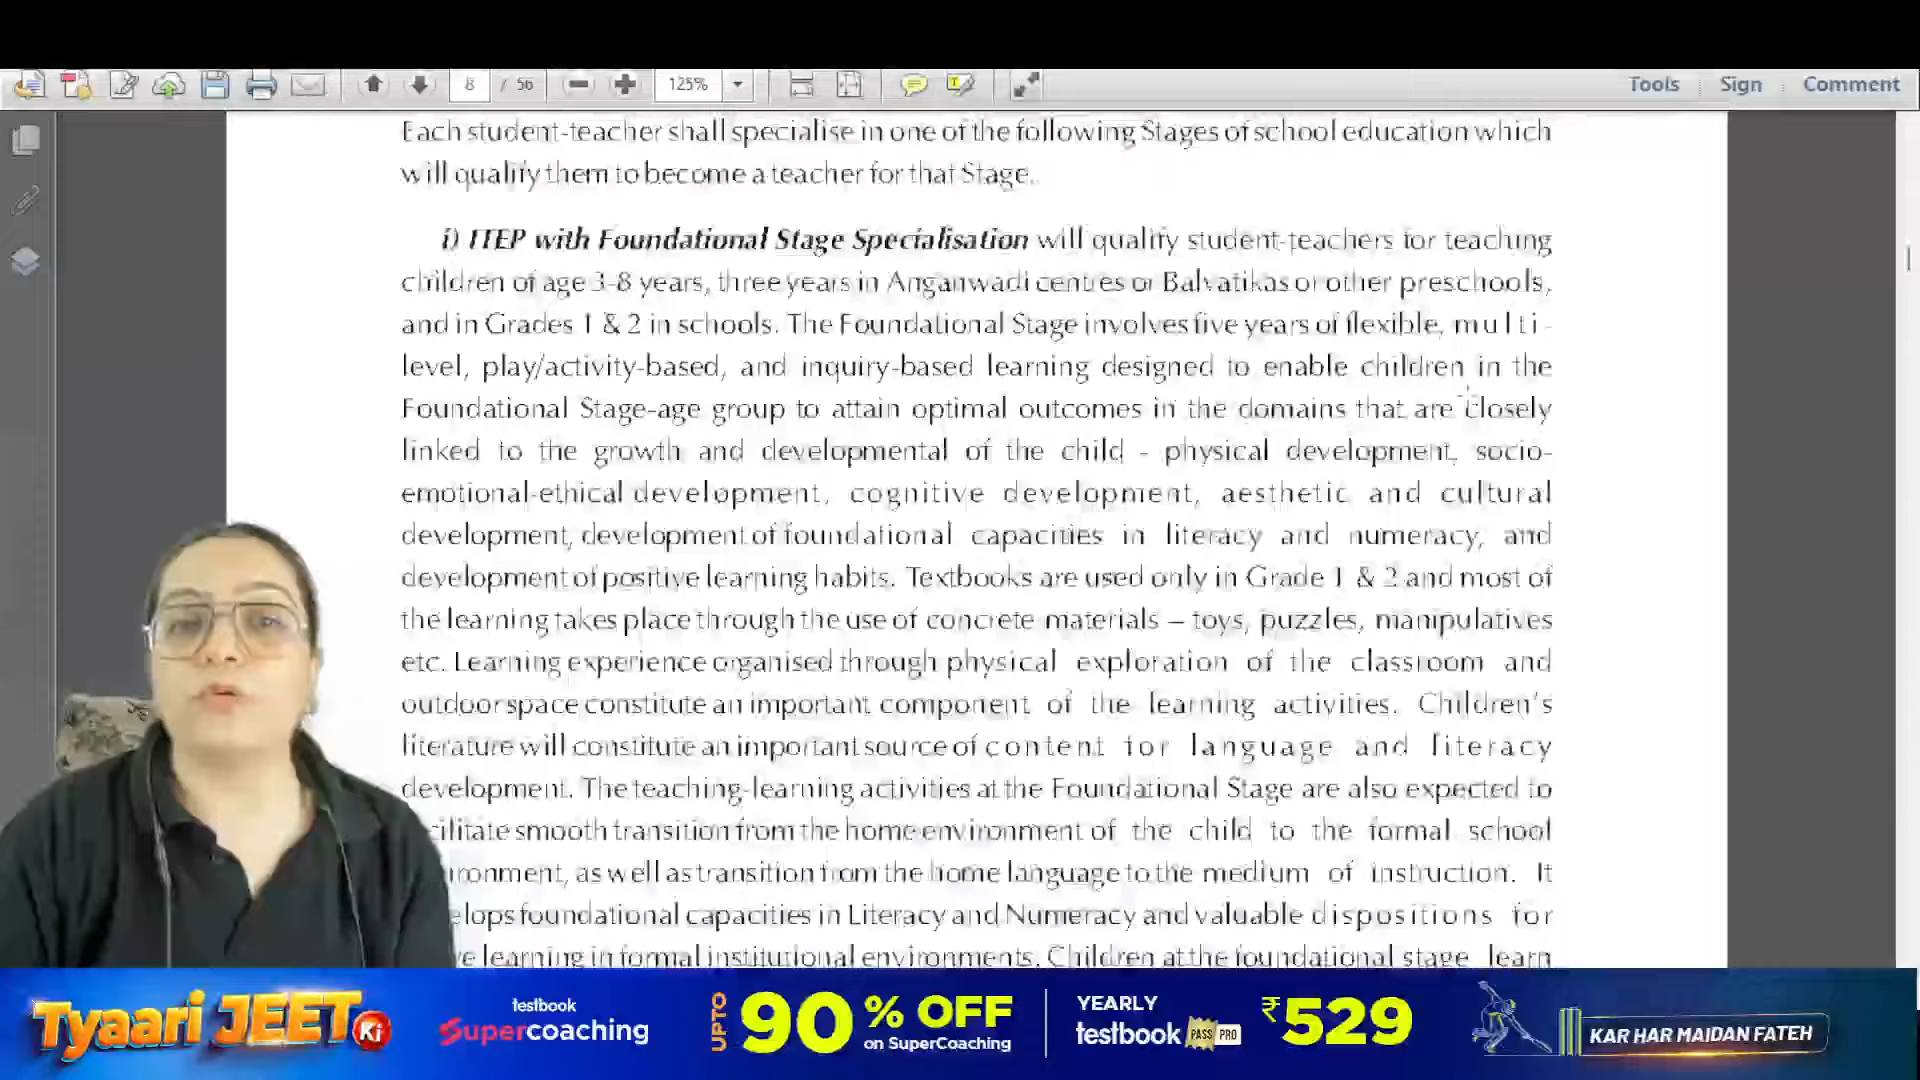 8 / 56 125% Tools Sign Comment
Each student-teacher shall specialise in one of the following Stages of school education which
will qualify them to become a teacher for that Stage.
i) ITEP with Foundational Stage Specialisation will qualify student-teachers for teaching
children of age 3-8 years, three years in Anganwadi centres or Balvatikas or other preschools,
and in Grades 1 & 2 in schools. The Foundational Stage involves five years of flexible, multi-
level, play/activity-based, and inquiry-based learning designed to enable children in the
Foundational Stage-age group to attain optimal outcomes in the domains that are closely
linked to the growth and developmental of the child - physical development, socio-
emotional-ethical development, cognitive development, aesthetic and cultural
development, development of foundational capacities in literacy and numeracy, and
development of positive learning habits. Textbooks are used only in Grade 1 & 2 and most of
the learning takes place through the use of concrete materials – toys, puzzles, manipulatives
etc. Learning experience organised through physical exploration of the classroom and
outdoor space constitute an important component of the learning activities. Children's
literature will constitute an important source of content for language and literacy
development. The teaching-learning activities at the Foundational Stage are also expected to
cilitate smooth transition from the home environment of the child to the formal school
ironment, as well as transition from the home language to the medium of instruction. It
elops foundational capacities in Literacy and Numeracy and valuable dispositions for
ve learning in formal institutional environments. Children at the foundational stage learn
Tyaari JEET Ki
testbook
Supercoaching
UPTO 90% OFF
on SuperCoaching
YEARLY
testbook PASS PRO
₹529
KAR HAR MAIDAN FATEH